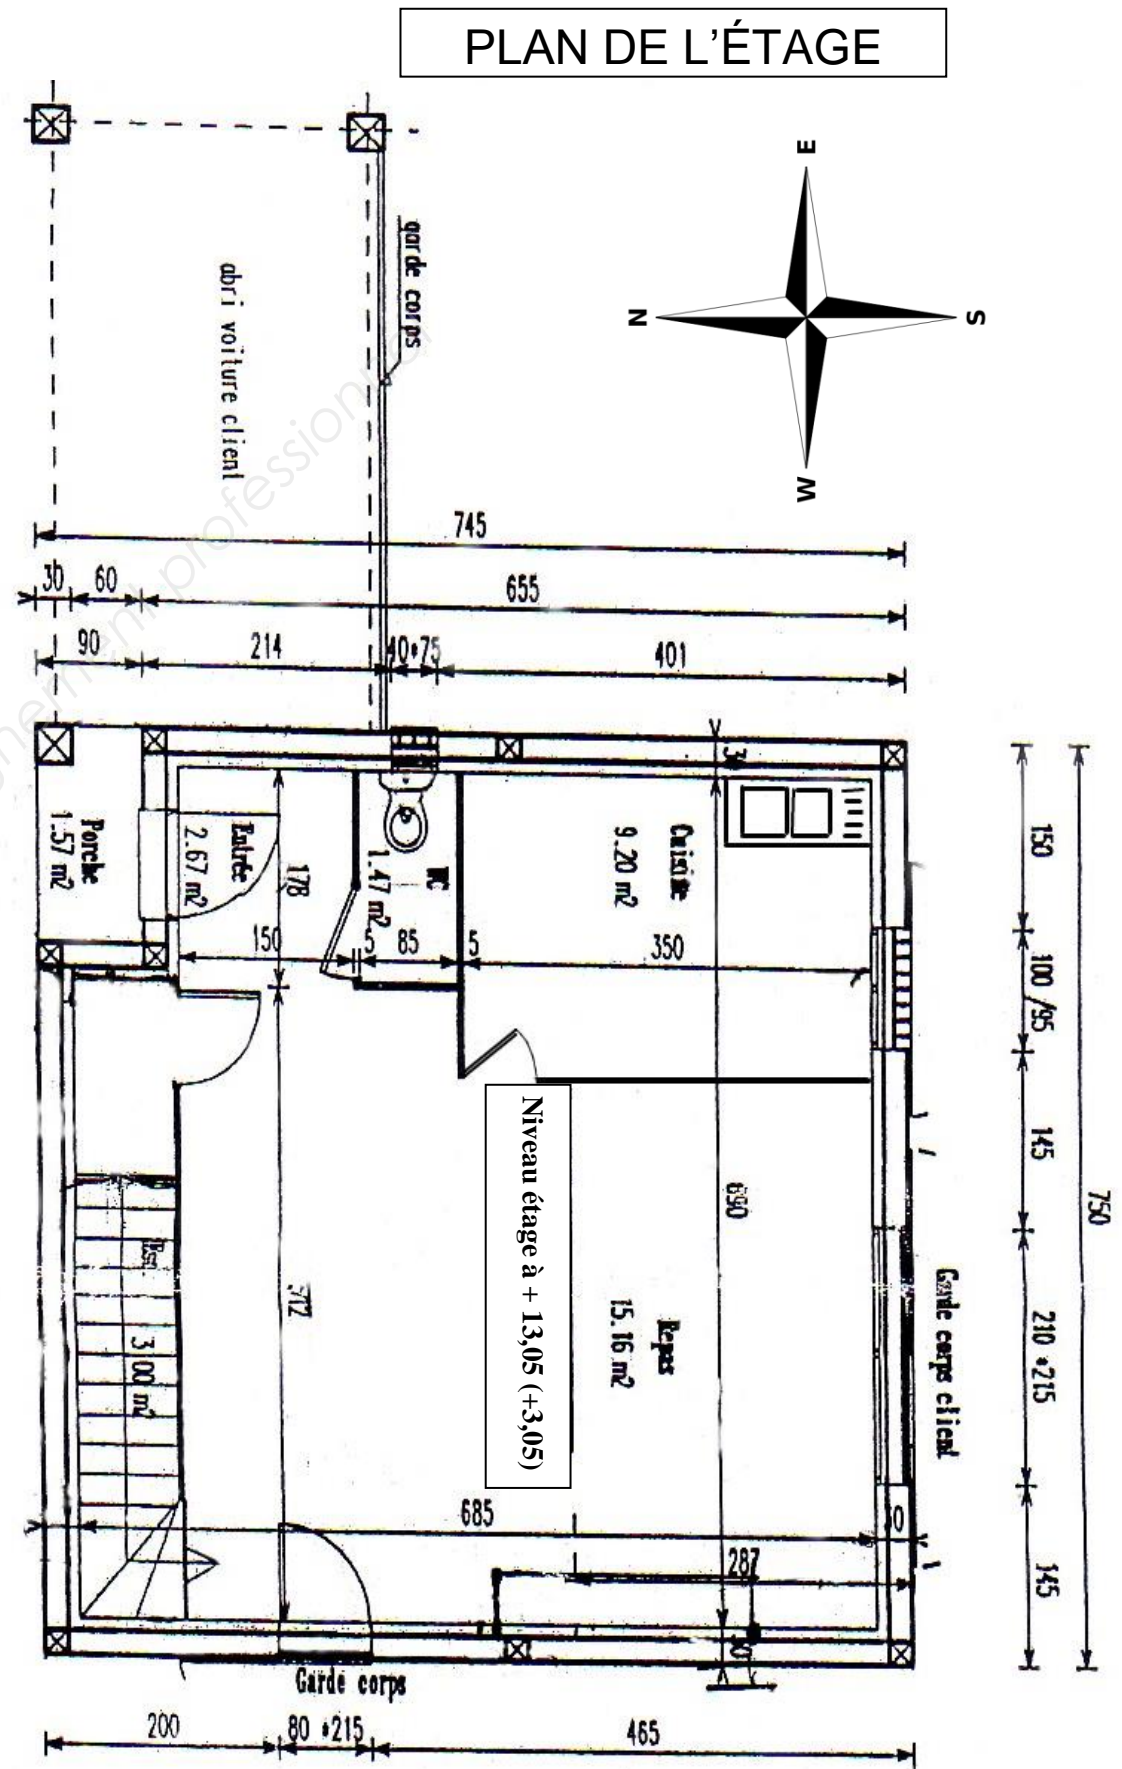 PLAN DE L'ÉTAGE
E
N
S
W
garde corps
abri voiture client
745
30
60
655
90
214
40*75
401
Porche
1.57 m2
Entrée
2.67 m2
178
150
WC
1.47 m2
5
85
5
Cuisine
9.20 m2
350
690
150
100 /95
145
210 *215
145
750
Garde corps client
Niveau étage à + 13,05 (+3,05)
Repas
15.16 m2
3.00 m2
685
287
Garde corps
200
80 *215
465